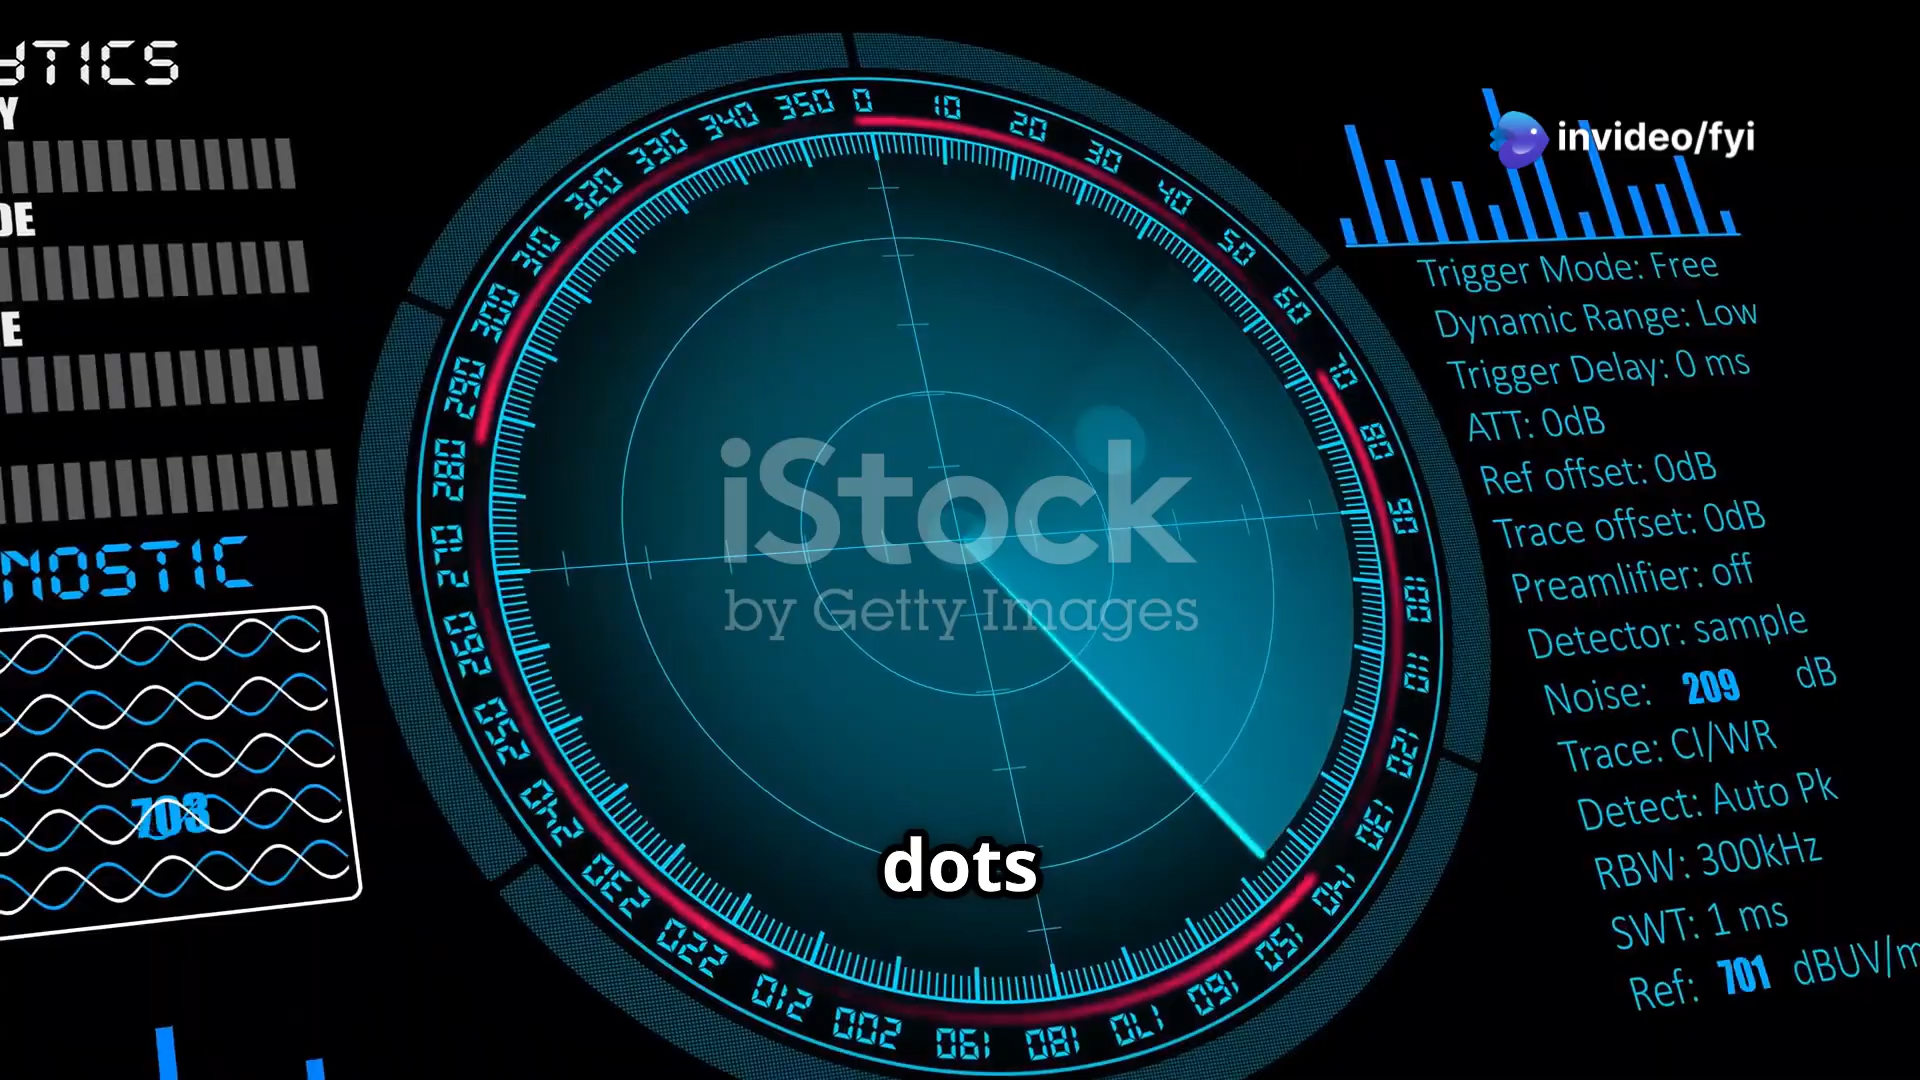 invideo/fyi
Trigger Mode: Free
Dynamic Range: Low
Trigger Delay: 0 ms
ATT: 0dB
Ref offset: 0dB
Trace offset: 0dB
Preamlifier: off
Detector: sample
Noise: 209 dB
Trace: Cl/WR
Detect: Auto Pk
RBW: 300kHz
SWT: 1 ms
Ref: 701 dBUV/m
0 10 20 30 40 50 60 70 80 90 100 110 120 130 140 150 160 170 180 190 200 210 220 230 240 250 260 270 280 290 300 310 320 330 340 350
iStock
by Getty Images
dots
TICS
Y
DE
E
NOSTIC
708